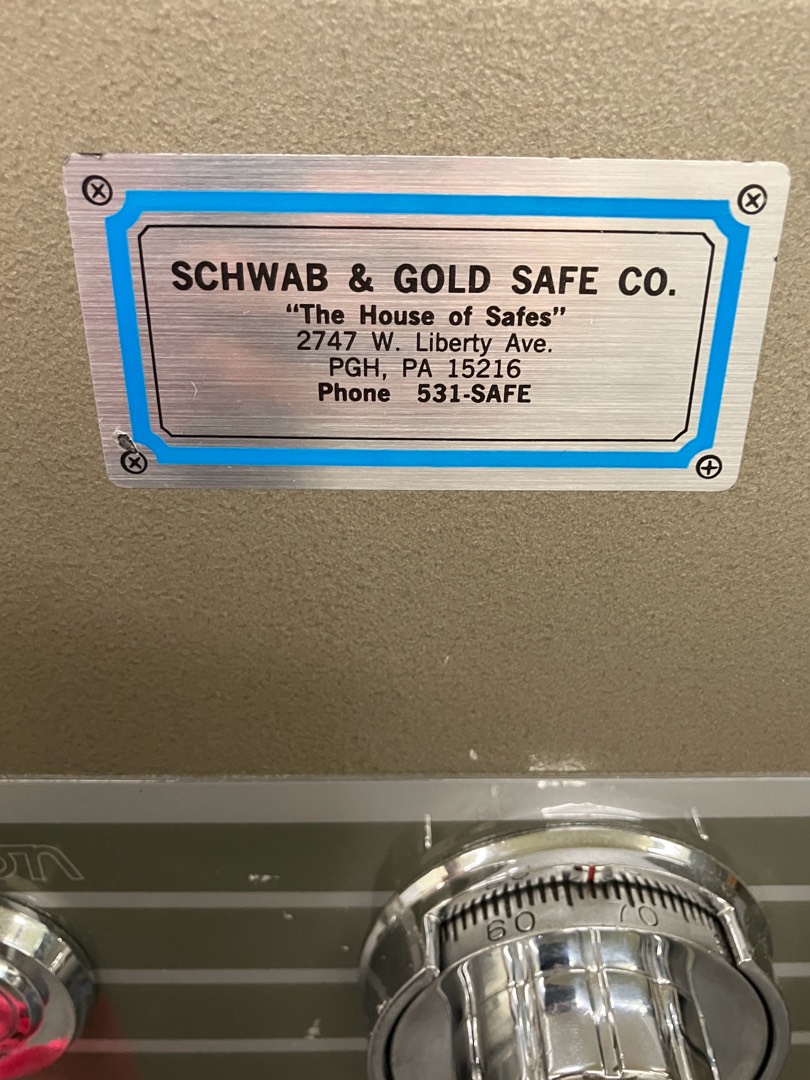 SCHWAB & GOLD SAFE CO.
“The House of Safes”
2747 W. Liberty Ave.
PGH, PA 15216
Phone 531-SAFE
60 70